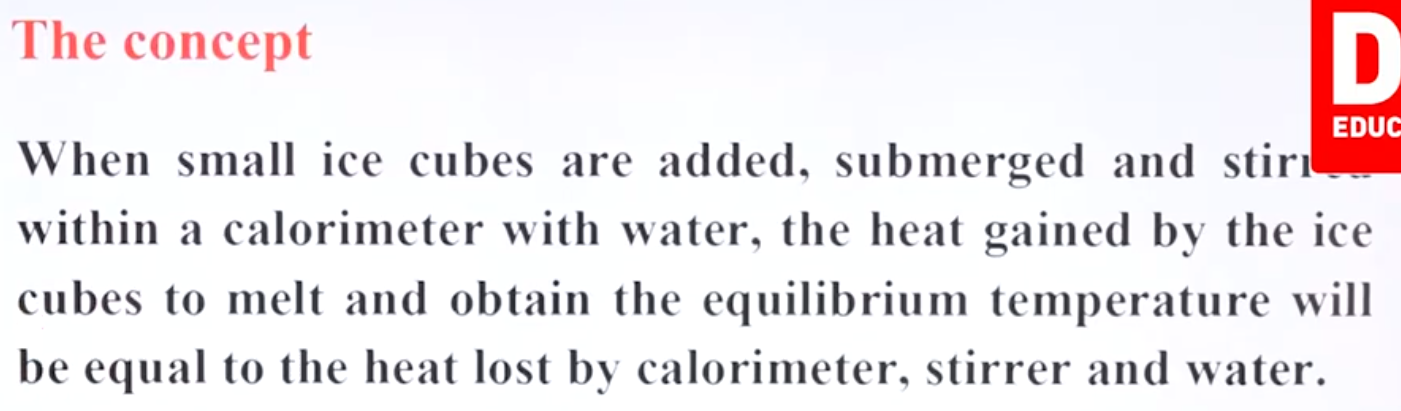 The concept
D
EDUC
When small ice cubes are added, submerged and
within a calorimeter with water, the heat gained by the ice
cubes to melt and obtain the equilibrium temperature will
be equal to the heat lost by calorimeter, stirrer and water.